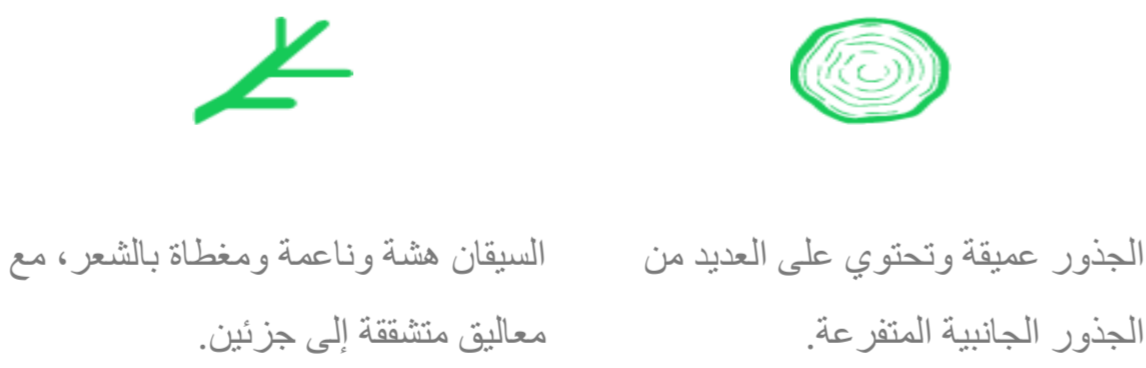 الجذور عميقة وتحتوي على العديد من
الجذور الجانبية المتفرعة.
السيقان هشة وناعمة ومغطاة بالشعر، مع
معاليق متشققة إلى جزئين.